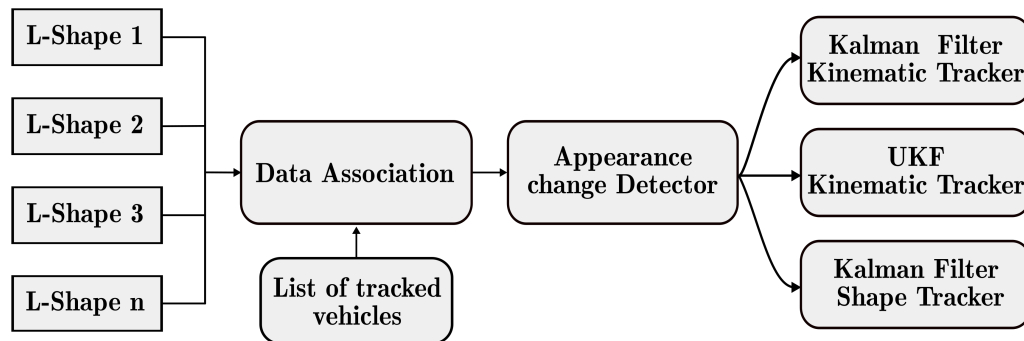 L-Shape 1
L-Shape 2
L-Shape 3
L-Shape n
Data Association
List of tracked
vehicles
Appearance
change Detector
Kalman Filter
Kinematic Tracker
UKF
Kinematic Tracker
Kalman Filter
Shape Tracker